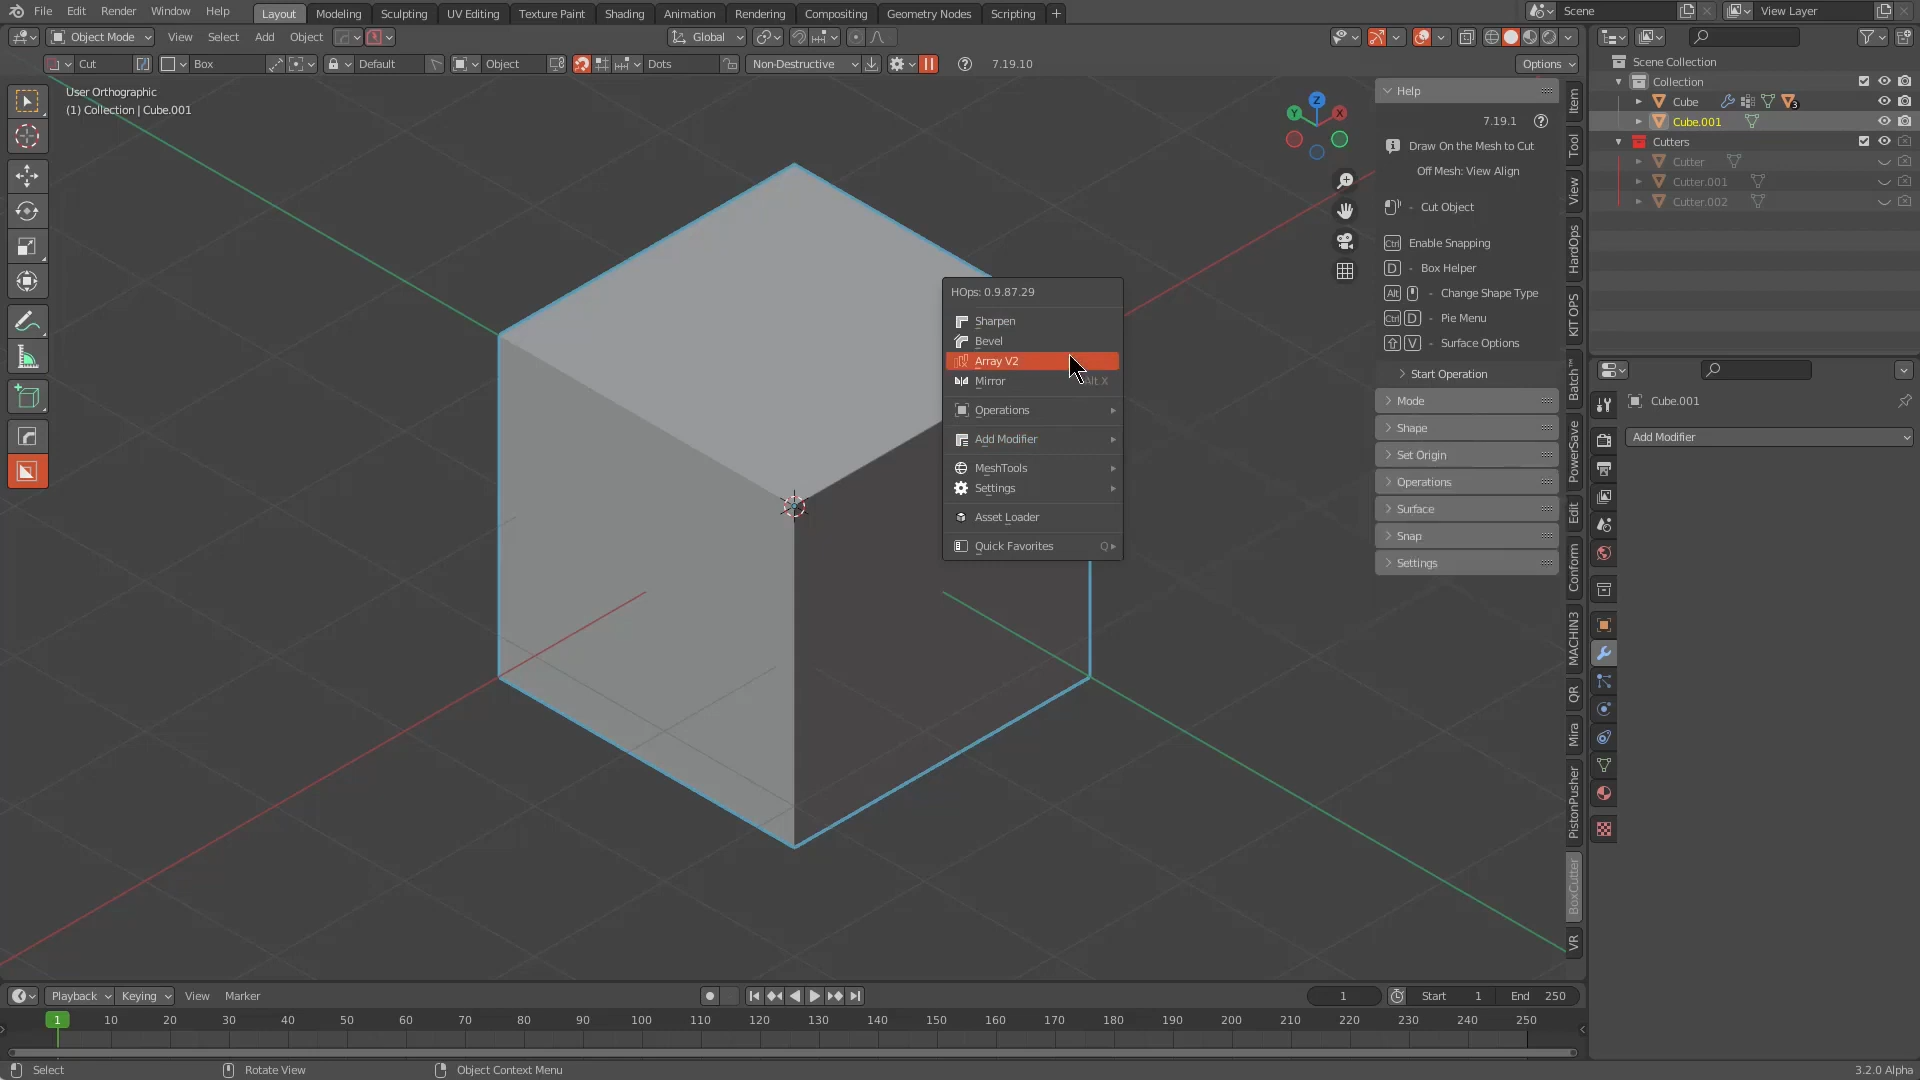 File Edit Render Window Help Layout Modeling Sculpting UV Editing Texture Paint Shading Animation Rendering Compositing Geometry Nodes Scripting + Scene View Layer
Object Mode View Select Add Object Global
Cut Box Default Object Dots Non-Destructive 7.19.10 Options
User Orthographic
(1) Collection | Cube.001
Z
Y
X
HOps: 0.9.87.29
Sharpen
Bevel
Array V2
Mirror Alt X
Operations
Add Modifier
MeshTools
Settings
Asset Loader
Quick Favorites Q
Help
7.19.1
Draw On the Mesh to Cut
Off Mesh: View Align
- Cut Object
Ctrl Enable Snapping
D - Box Helper
Alt - Change Shape Type
Ctrl D - Pie Menu
V - Surface Options
Start Operation
Mode
Shape
Set Origin
Operations
Surface
Snap
Settings
Item
Tool
View
HardOps
KIT OPS
Batch™
PowerSave
Edit
Conform
MACHIN3
QR
Mira
PistonPusher
BoxCutter
VR
Scene Collection
Collection
Cube 3
Cube.001
Cutters
Cutter
Cutter.001
Cutter.002
Cube.001
Add Modifier
Playback Keying View Marker 1 Start 1 End 250
1 10 20 30 40 50 60 70 80 90 100 110 120 130 140 150 160 170 180 190 200 210 220 230 240 250
Select Rotate View Object Context Menu 3.2.0 Alpha